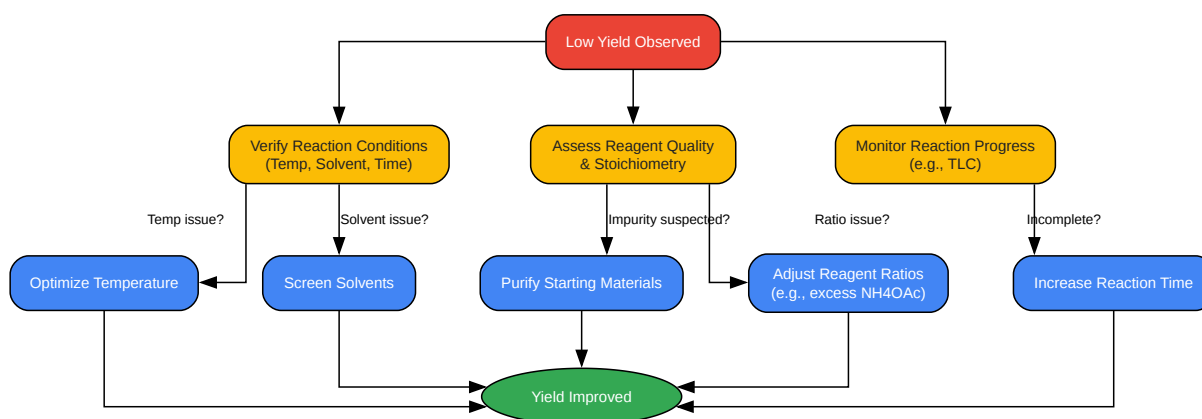 Low Yield Observed
Verify Reaction Conditions
(Temp, Solvent, Time)
Assess Reagent Quality
& Stoichiometry
Monitor Reaction Progress
(e.g., TLC)
Temp issue?
Solvent issue?
Impurity suspected?
Ratio issue?
Incomplete?
Optimize Temperature
Screen Solvents
Purify Starting Materials
Adjust Reagent Ratios
(e.g., excess NH4OAc)
Increase Reaction Time
Yield Improved